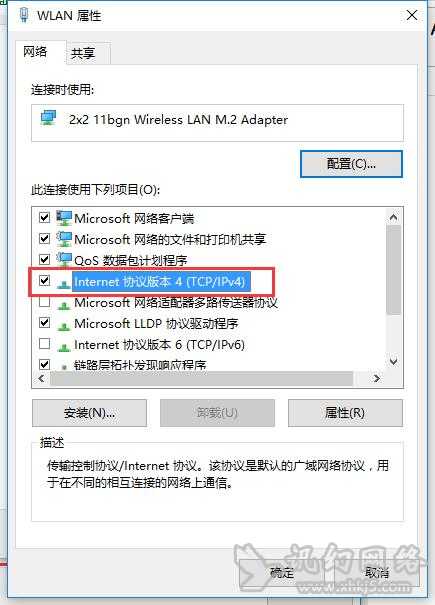 WLAN 属性
网络
共享
连接时使用:
2x2 11bgn Wireless LAN M.2 Adapter
配置(C)...
此连接使用下列项目(O):
Microsoft 网络客户端
Microsoft 网络的文件和打印机共享
QoS 数据包计划程序
Internet 协议版本 4 (TCP/IPv4)
Microsoft 网络适配器多路传送器协议
Microsoft LLDP 协议驱动程序
Internet 协议版本 6 (TCP/IPv6)
链路层拓扑发现响应程序
安装(N)...
卸载(U)
属性(R)
描述
传输控制协议/Internet 协议。该协议是默认的广域网络协议，用
于在不同的相互连接的网络上通信。
确定
取消
网络
www.xhkj5.com